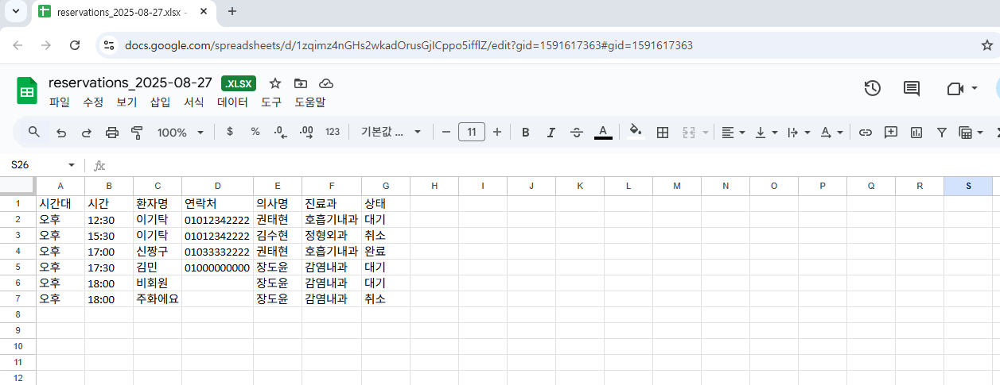 reservations_2025-08-27.xlsx -
docs.google.com/spreadsheets/d/1zqimz4nGHs2wkadOrusGjICppo5ifflZ/edit?gid=1591617363#gid=1591617363
reservations_2025-08-27 .XLSX
파일 수정 보기 삽입 서식 데이터 도구 도움말
100% $ % .0 .00 123 기본값 ... 11 B I A A
S26 fx
A B C D E F G H I J K L M N O P Q R S
1 시간대 시간 환자명 연락처 의사명 진료과 상태
2 오후 12:30 이기탁 01012342222 권태현 호흡기내과 대기
3 오후 15:30 이기탁 01012342222 김수현 정형외과 취소
4 오후 17:00 신짱구 01033332222 권태현 호흡기내과 완료
5 오후 17:30 김민 01000000000 장도윤 감염내과 대기
6 오후 18:00 비회원 장도윤 감염내과 대기
7 오후 18:00 주화에요 장도윤 감염내과 취소
8
9
10
11
12